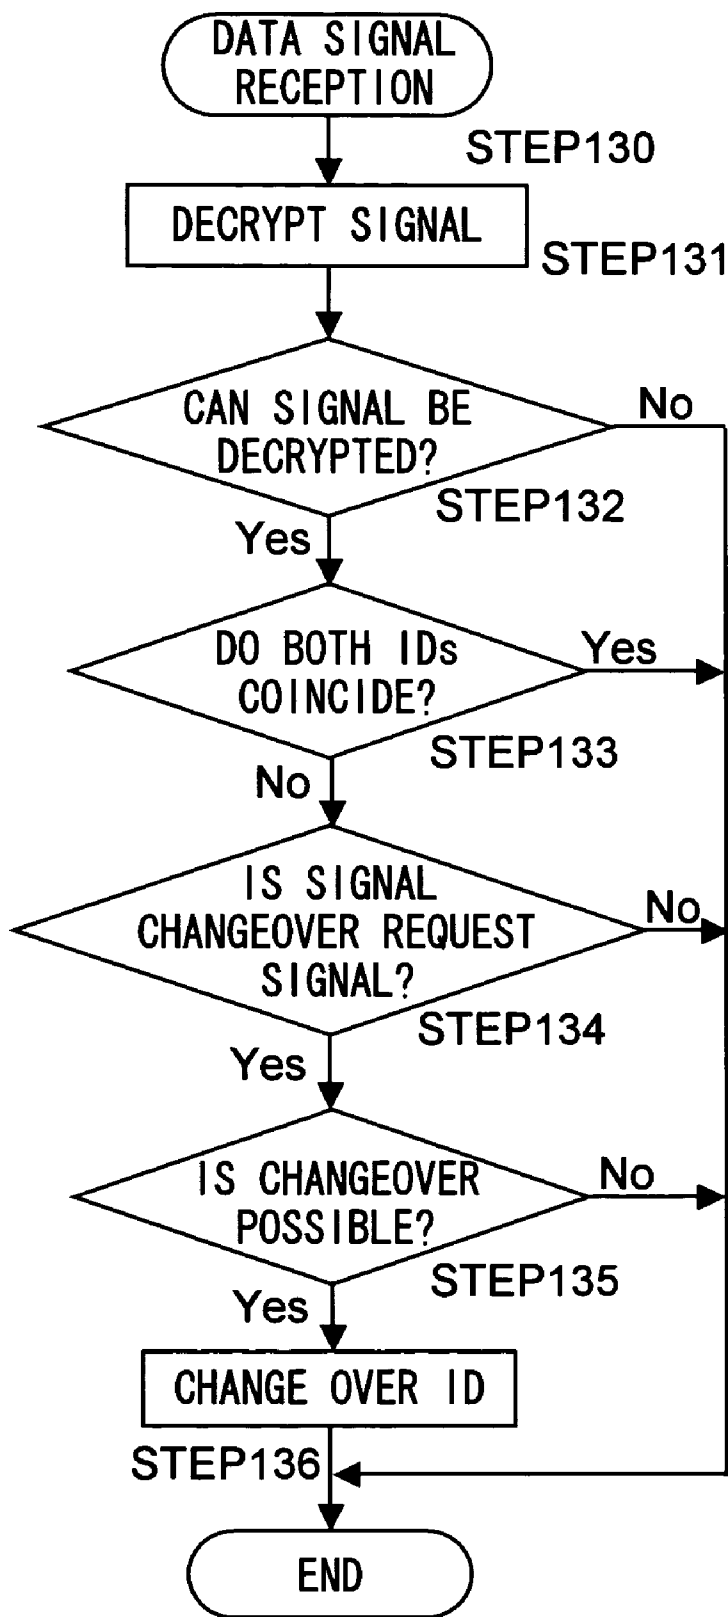 DATA SIGNAL
RECEPTION
STEP130
DECRYPT SIGNAL
STEP131
CAN SIGNAL BE
DECRYPTED?
No
STEP132
Yes
DO BOTH IDs
COINCIDE?
Yes
STEP133
No
IS SIGNAL
CHANGEOVER REQUEST
SIGNAL?
No
STEP134
Yes
IS CHANGEOVER
POSSIBLE?
No
STEP135
Yes
CHANGE OVER ID
STEP136
END